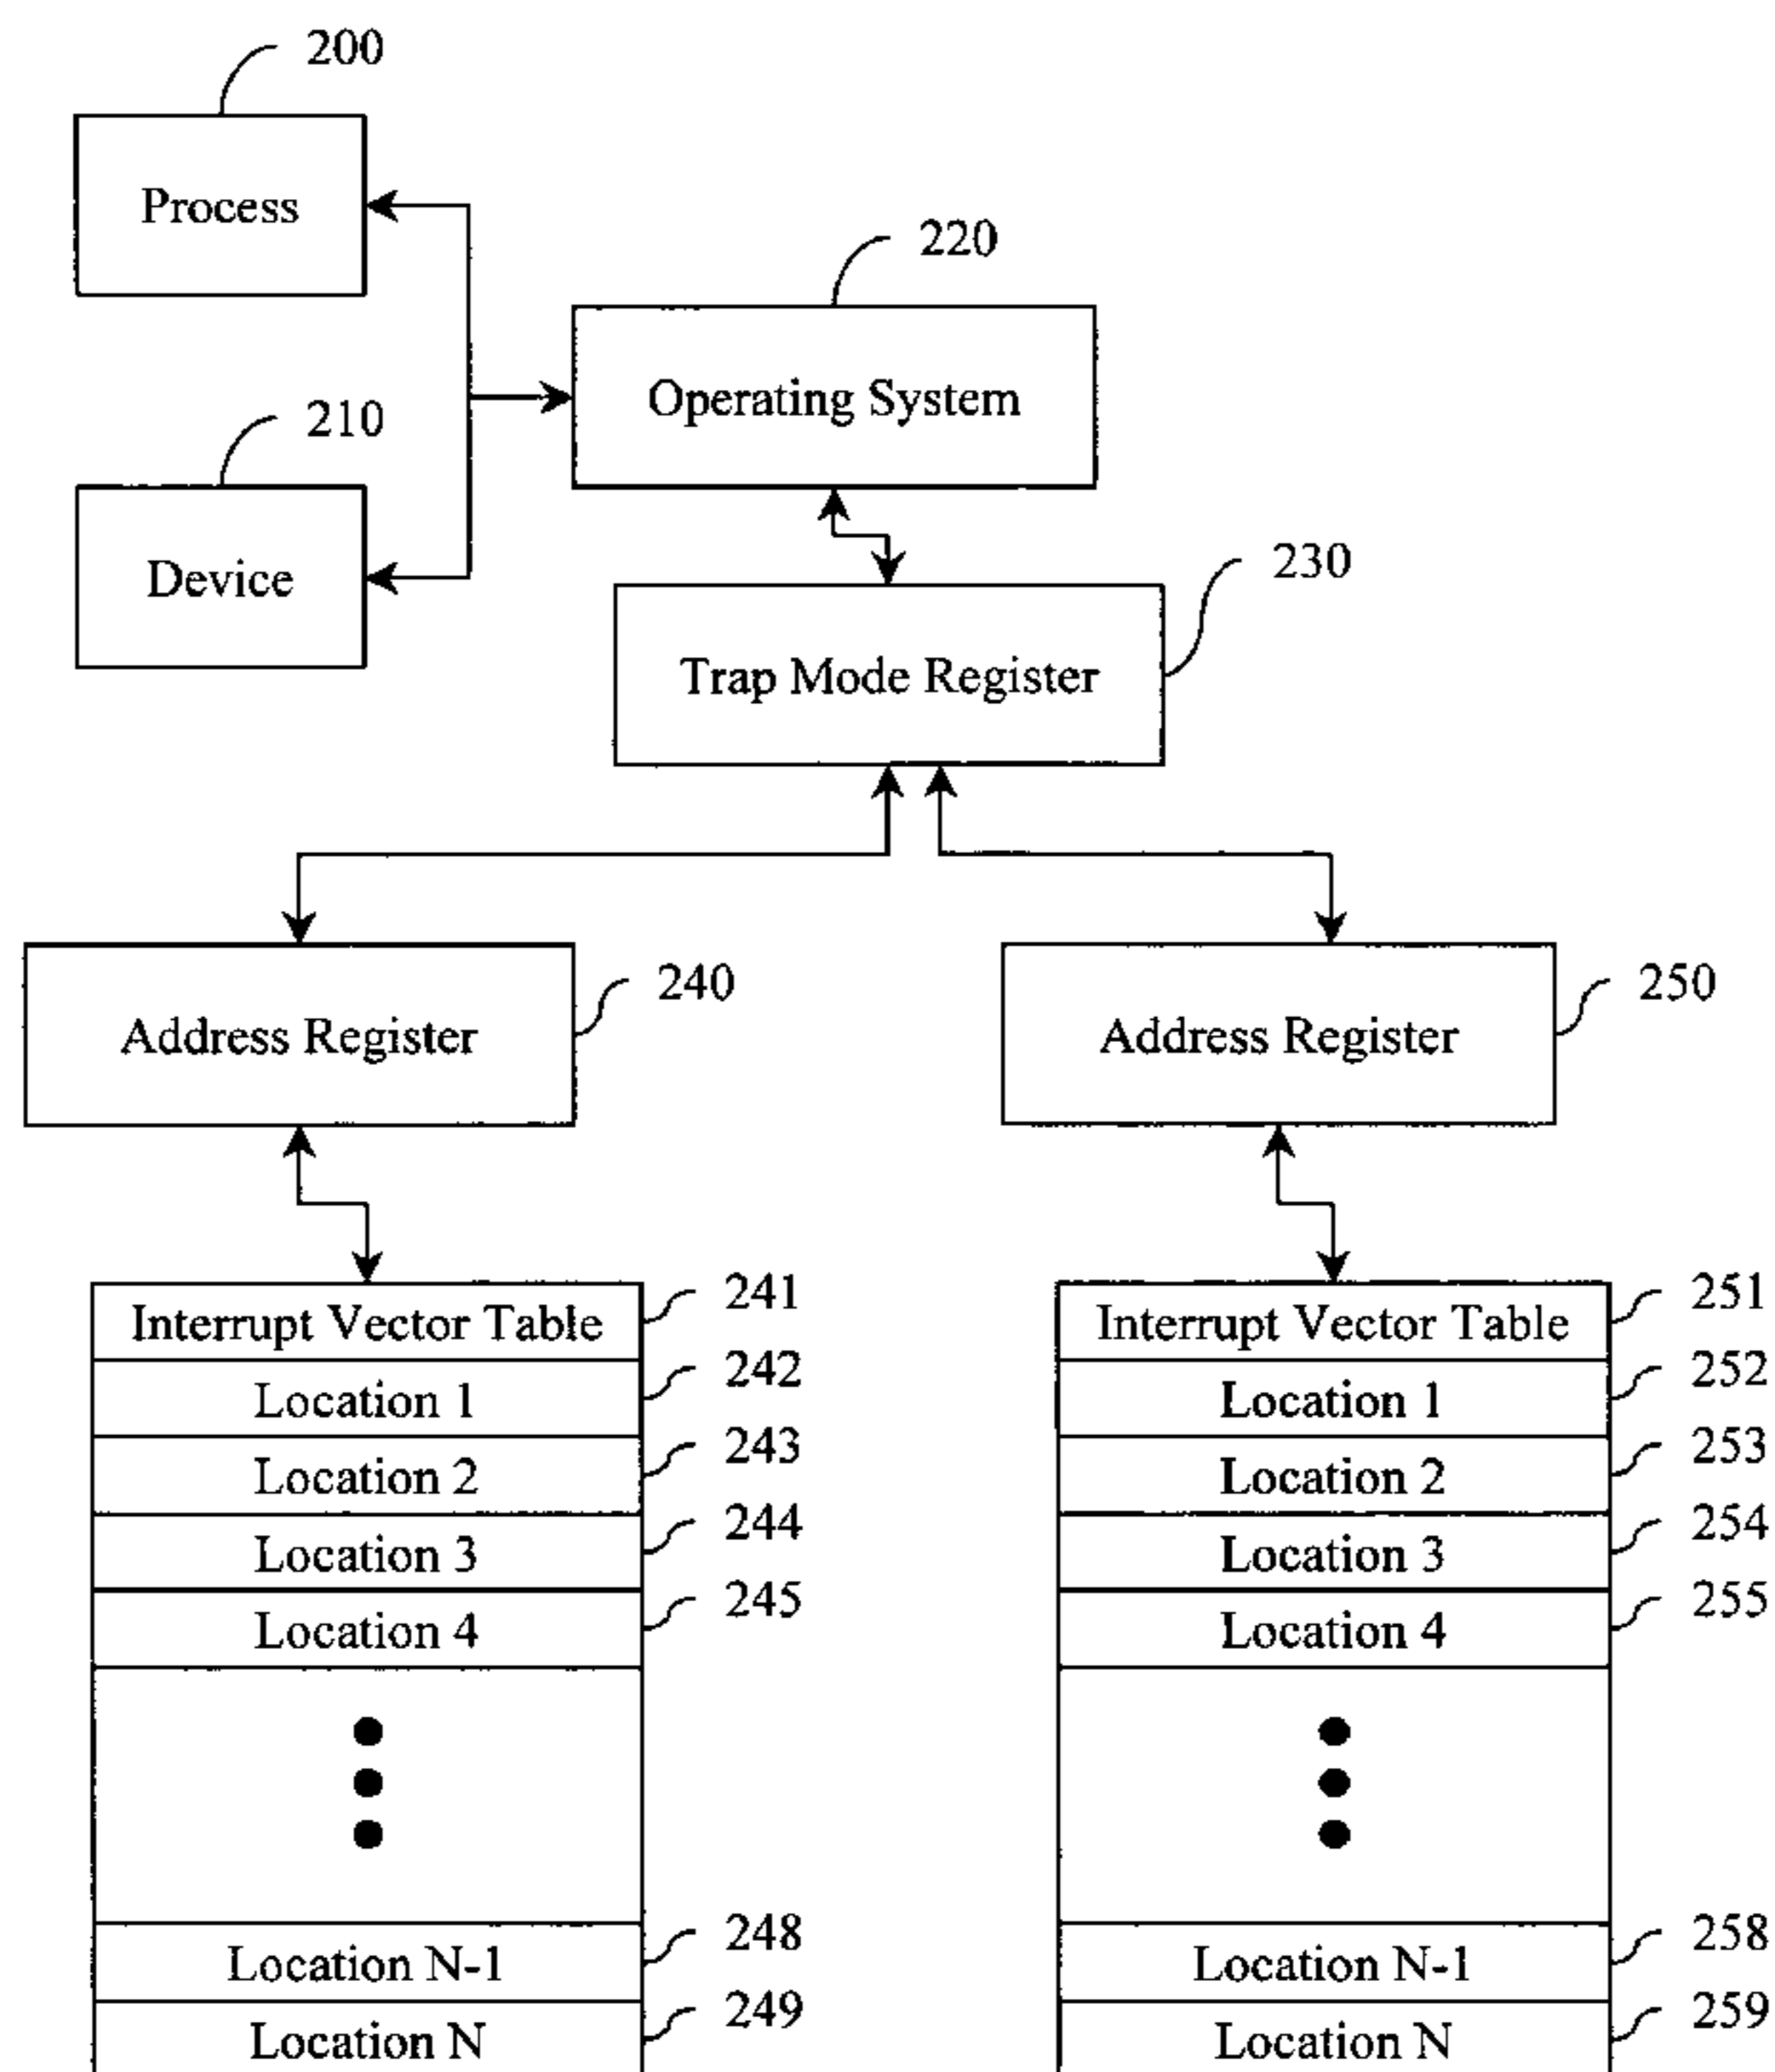 200
Process
220
Operating System
210
Device
230
Trap Mode Register
240
Address Register
250
Address Register
Interrupt Vector Table 241
Location 1 242
Location 2 243
Location 3 244
Location 4 245
Location N-1 248
Location N 249
Interrupt Vector Table 251
Location 1 252
Location 2 253
Location 3 254
Location 4 255
Location N-1 258
Location N 259